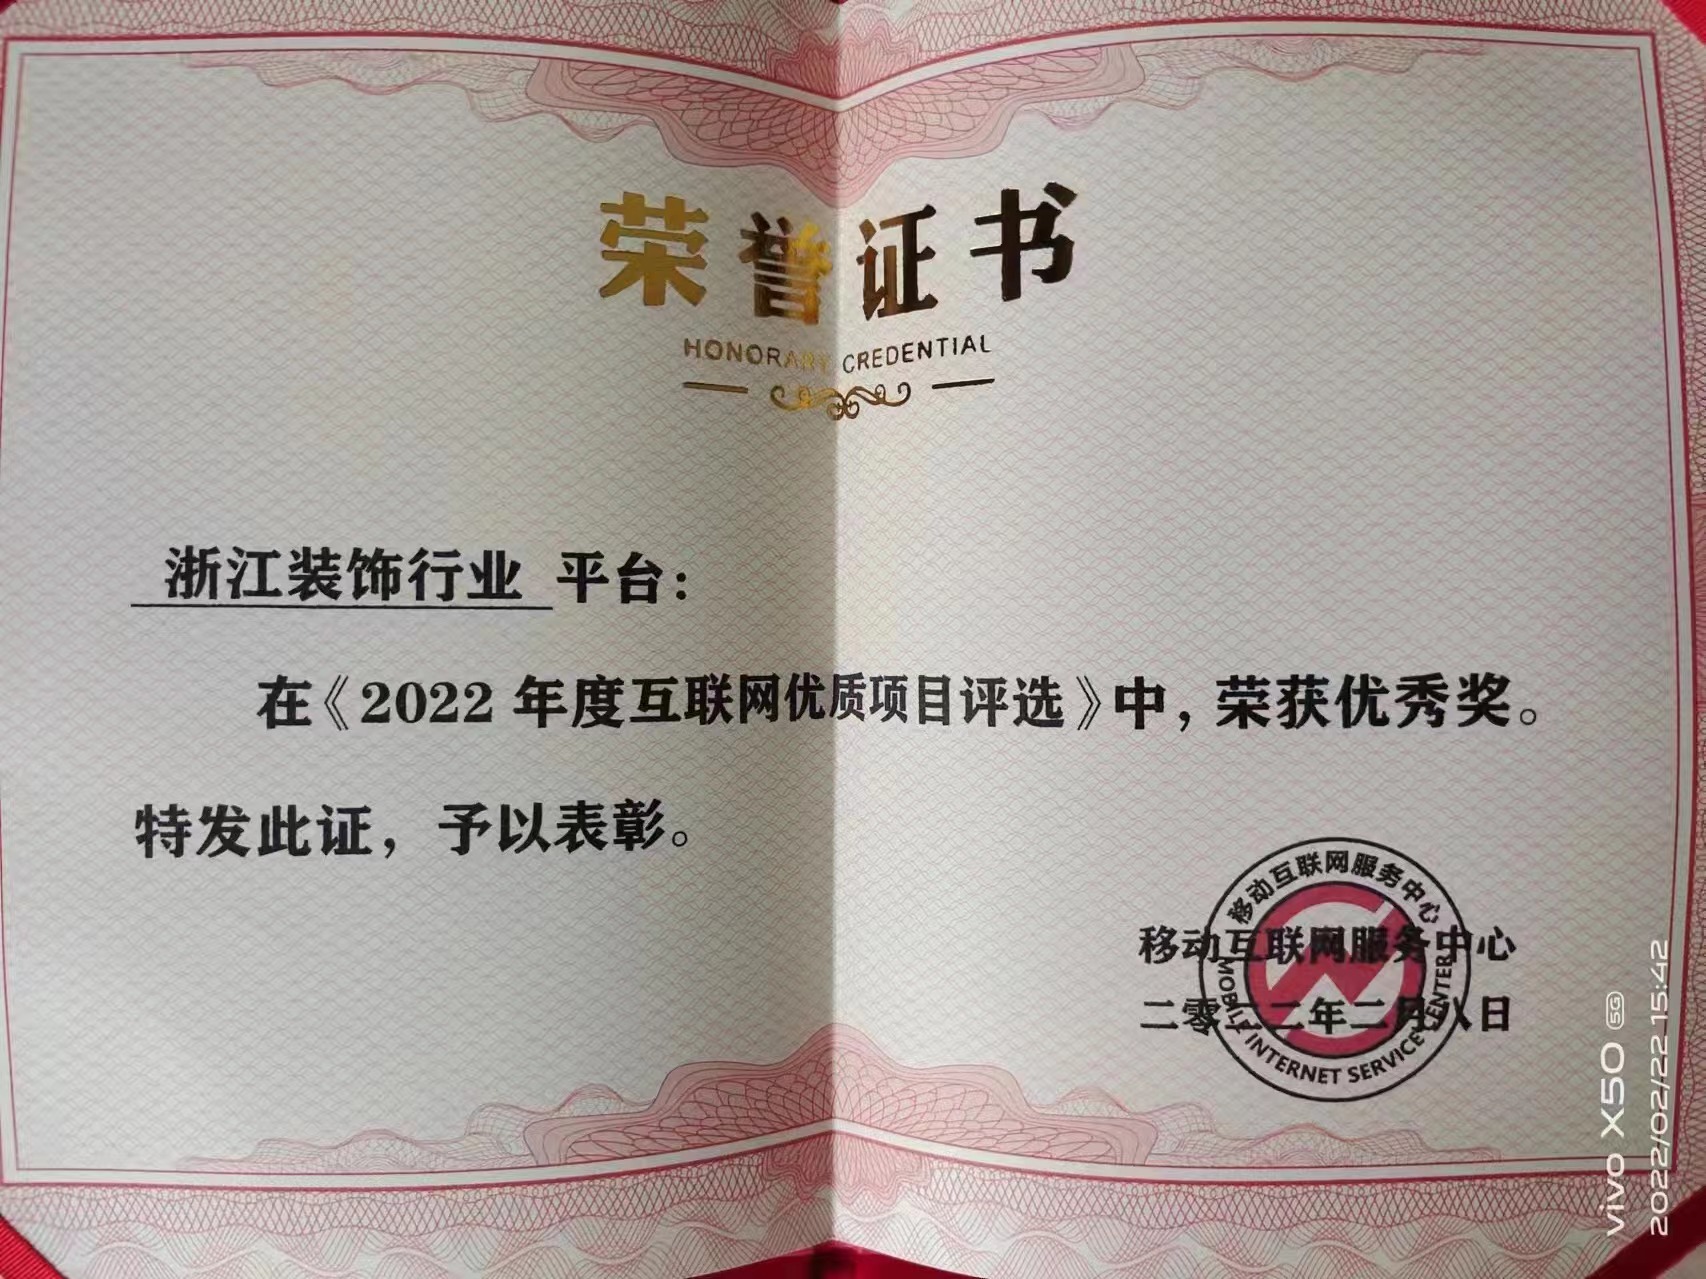 荣誉证书
HONORARY CREDENTIAL
浙江装饰行业 平台：
在《2022 年度互联网优质项目评选》中，荣获优秀奖。
特发此证，予以表彰。
移动互联网服务中心
移动互联网服务中心
二零二二年二月八日
MOBILE INTERNET SERVICE CENTER
vivo X50 5G
2022/02/22 15:42